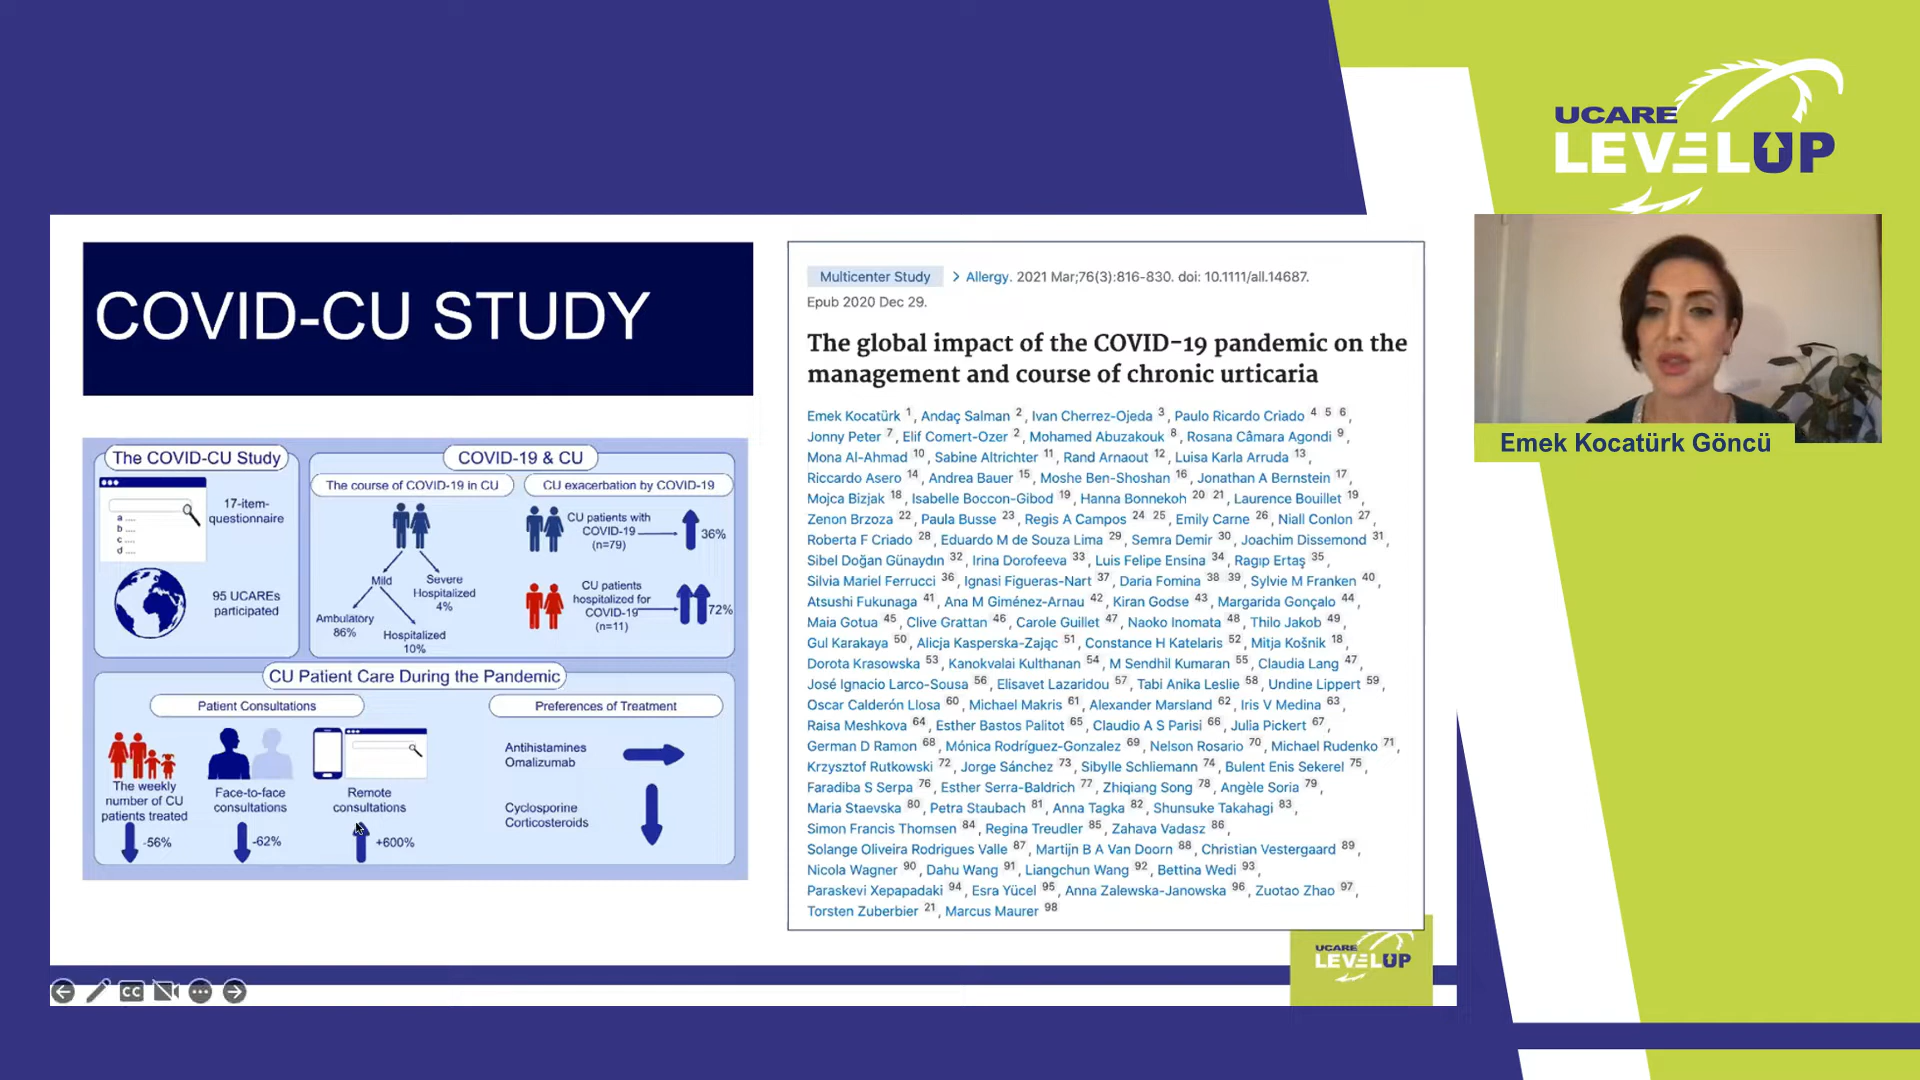 UCARE
LEVELUP
COVID-CU STUDY
The COVID-CU Study
17-item-
questionnaire
a ....
b ....
c ....
d ....
95 UCAREs
participated
COVID-19 & CU
The course of COVID-19 in CU
Mild
Severe
Hospitalized
4%
Ambulatory
86%
Hospitalized
10%
CU exacerbation by COVID-19
CU patients with
COVID-19
(n=79)
36%
CU patients
hospitalized for
COVID-19
(n=11)
72%
CU Patient Care During the Pandemic
Patient Consultations
The weekly
number of CU
patients treated
-56%
Face-to-face
consultations
-62%
Remote
consultations
+600%
Preferences of Treatment
Antihistamines
Omalizumab
Cyclosporine
Corticosteroids
Multicenter Study > Allergy. 2021 Mar;76(3):816-830. doi: 10.1111/all.14687.
Epub 2020 Dec 29.
The global impact of the COVID-19 pandemic on the
management and course of chronic urticaria
Emek Kocatürk 1, Andaç Salman 2, Ivan Cherrez-Ojeda 3, Paulo Ricardo Criado 4 5 6,
Jonny Peter 7, Elif Comert-Ozer 2, Mohamed Abuzakouk 8, Rosana Câmara Agondi 9,
Mona Al-Ahmad 10, Sabine Altrichter 11, Rand Arnaout 12, Luisa Karla Arruda 13,
Riccardo Asero 14, Andrea Bauer 15, Moshe Ben-Shoshan 16, Jonathan A Bernstein 17,
Mojca Bizjak 18, Isabelle Boccon-Gibod 19, Hanna Bonnekoh 20 21, Laurence Bouillet 19,
Zenon Brzoza 22, Paula Busse 23, Regis A Campos 24 25, Emily Carne 26, Niall Conlon 27,
Roberta F Criado 28, Eduardo M de Souza Lima 29, Semra Demir 30, Joachim Dissemond 31,
Sibel Doğan Günaydın 32, Irina Dorofeeva 33, Luis Felipe Ensina 34, Ragıp Ertaş 35,
Silvia Mariel Ferrucci 36, Ignasi Figueras-Nart 37, Daria Fomina 38 39, Sylvie M Franken 40,
Atsushi Fukunaga 41, Ana M Giménez-Arnau 42, Kiran Godse 43, Margarida Gonçalo 44,
Maia Gotua 45, Clive Grattan 46, Carole Guillet 47, Naoko Inomata 48, Thilo Jakob 49,
Gul Karakaya 50, Alicja Kasperska-Zając 51, Constance H Katelaris 52, Mitja Košnik 18,
Dorota Krasowska 53, Kanokvalai Kulthanan 54, M Sendhil Kumaran 55, Claudia Lang 47,
José Ignacio Larco-Sousa 56, Elisavet Lazaridou 57, Tabi Anika Leslie 58, Undine Lippert 59,
Oscar Calderón Llosa 60, Michael Makris 61, Alexander Marsland 62, Iris V Medina 63,
Raisa Meshkova 64, Esther Bastos Palitot 65, Claudio A S Parisi 66, Julia Pickert 67,
German D Ramon 68, Mónica Rodríguez-Gonzalez 69, Nelson Rosario 70, Michael Rudenko 71,
Krzysztof Rutkowski 72, Jorge Sánchez 73, Sibylle Schliemann 74, Bulent Enis Sekerel 75,
Faradiba S Serpa 76, Esther Serra-Baldrich 77, Zhiqiang Song 78, Angèle Soria 79,
Maria Staevska 80, Petra Staubach 81, Anna Tagka 82, Shunsuke Takahagi 83,
Simon Francis Thomsen 84, Regina Treudler 85, Zahava Vadasz 86,
Solange Oliveira Rodrigues Valle 87, Martijn B A Van Doorn 88, Christian Vestergaard 89,
Nicola Wagner 90, Dahu Wang 91, Liangchun Wang 92, Bettina Wedi 93,
Paraskevi Xepapadaki 94, Esra Yücel 95, Anna Zalewska-Janowska 96, Zuotao Zhao 97,
Torsten Zuberbier 21, Marcus Maurer 98
Emek Kocatürk Göncü
UCARE
LEVELUP
CC